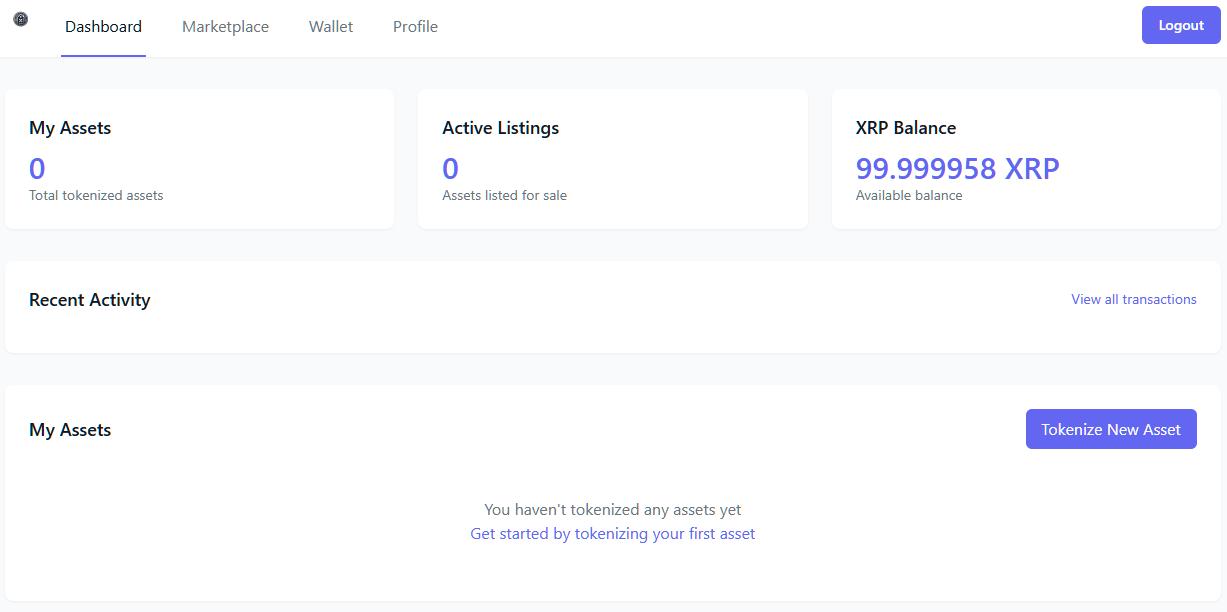 Dashboard Marketplace Wallet Profile Logout
My Assets
0
Total tokenized assets
Active Listings
0
Assets listed for sale
XRP Balance
99.999958 XRP
Available balance
Recent Activity
View all transactions
My Assets
Tokenize New Asset
You haven't tokenized any assets yet
Get started by tokenizing your first asset